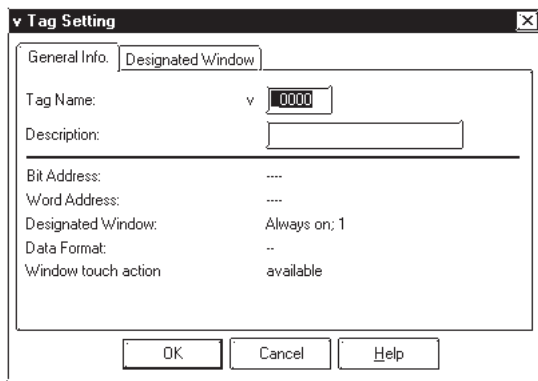 v Tag Setting
General Info. Designated Window
Tag Name: v 0000
Description:
Bit Address: ----
Word Address: ----
Designated Window: Always on; 1
Data Format: --
Window touch action available
OK Cancel Help